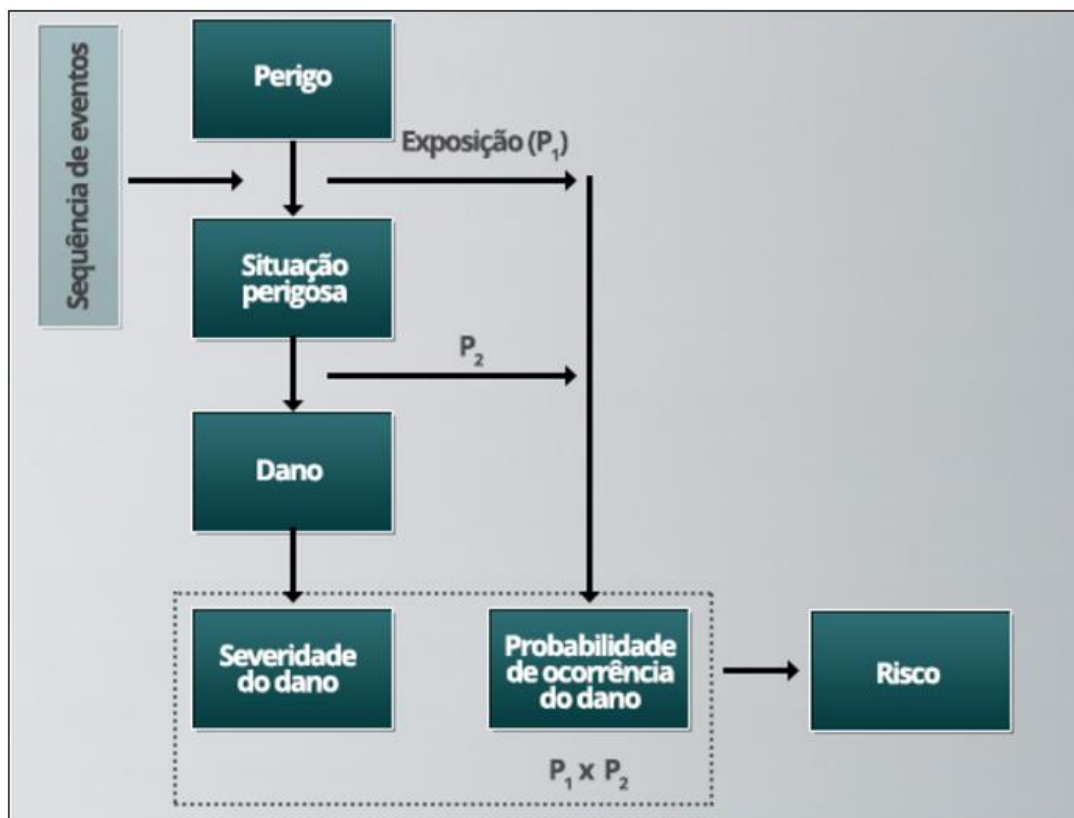 Sequência de eventos
Perigo
Exposição (P₁)
Situação
perigosa
P₂
Dano
Severidade
do dano
Probabilidade
de ocorrência
do dano
Risco
P₁ x P₂